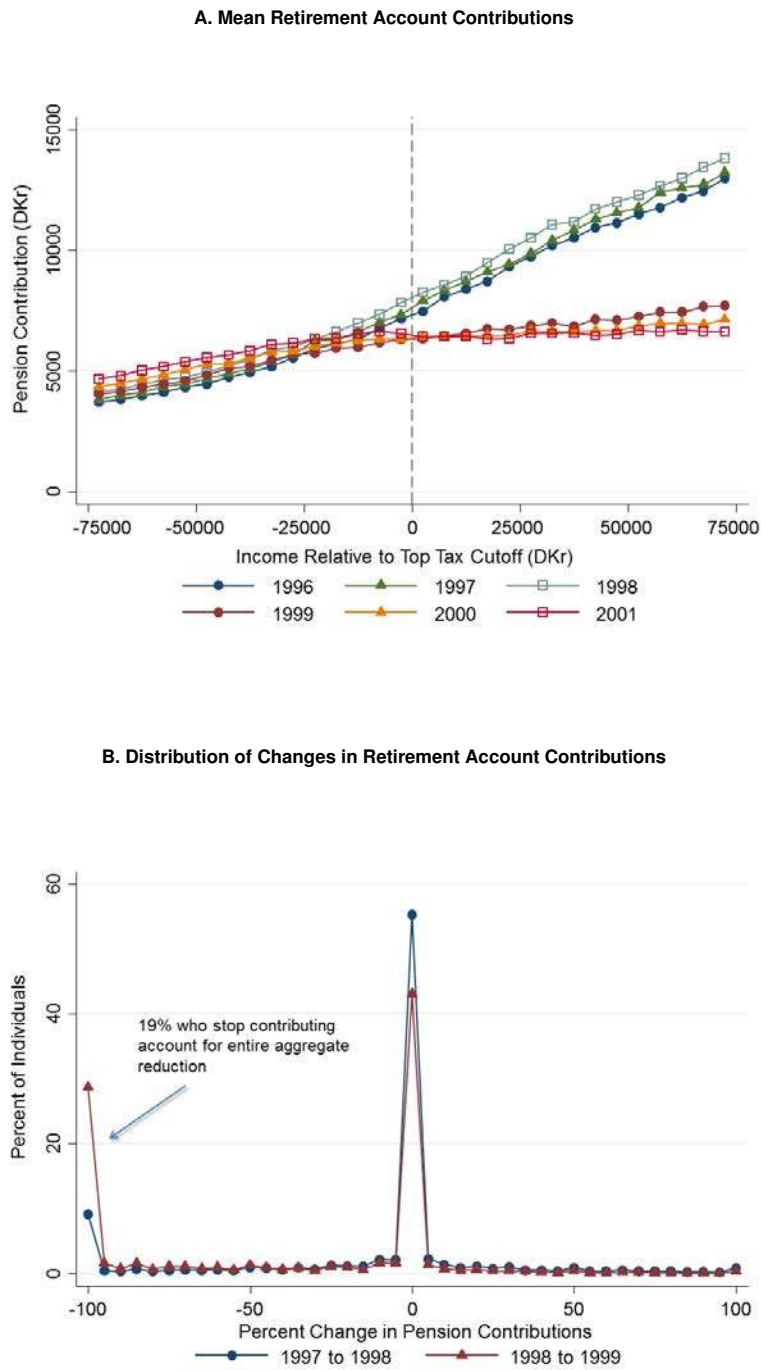 A. Mean Retirement Account Contributions
Pension Contribution (DKr)
15000
10000
5000
0
-75000 -50000 -25000 0 25000 50000 75000
Income Relative to Top Tax Cutoff (DKr)
1996 1997 1998
1999 2000 2001
B. Distribution of Changes in Retirement Account Contributions
Percent of Individuals
60
40
20
0
19% who stop contributing
account for entire aggregate
reduction
-100 -50 0 50 100
Percent Change in Pension Contributions
1997 to 1998 1998 to 1999